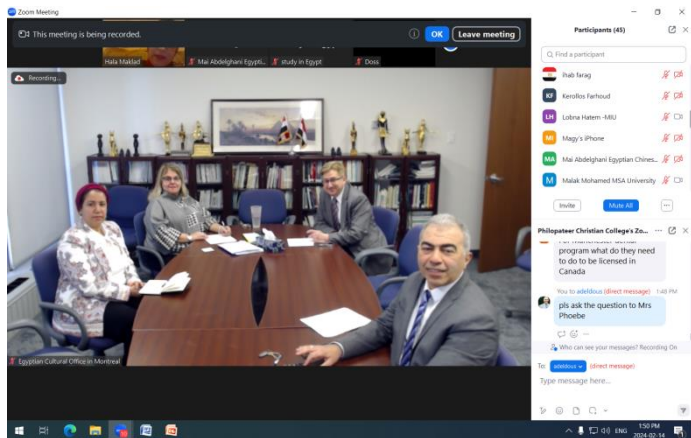 Zoom Meeting
This meeting is being recorded.
OK
Leave meeting
Hala Maklad
Mai Abdelghani Egypti...
study in Egypt
Doss
Recording...
Egyptian Cultural Office in Montreal
Participants (45)
Find a participant
ihab farag
KF Kerollos Farhoud
LH Lobna Hatem -MIU
MI Magy's iPhone
MA Mai Abdelghani Egyptian Chines...
M Malak Mohamed MSA University
Invite
Mute All
Philopateer Christian College's Zo...
program what do they need
to do to be licensed in
Canada
You to adeldous (direct message) 1:48 PM
pls ask the question to Mrs
Phoebe
Who can see your messages? Recording On
To: adeldous (direct message)
Type message here...
ENG
1:50 PM
2024-02-14